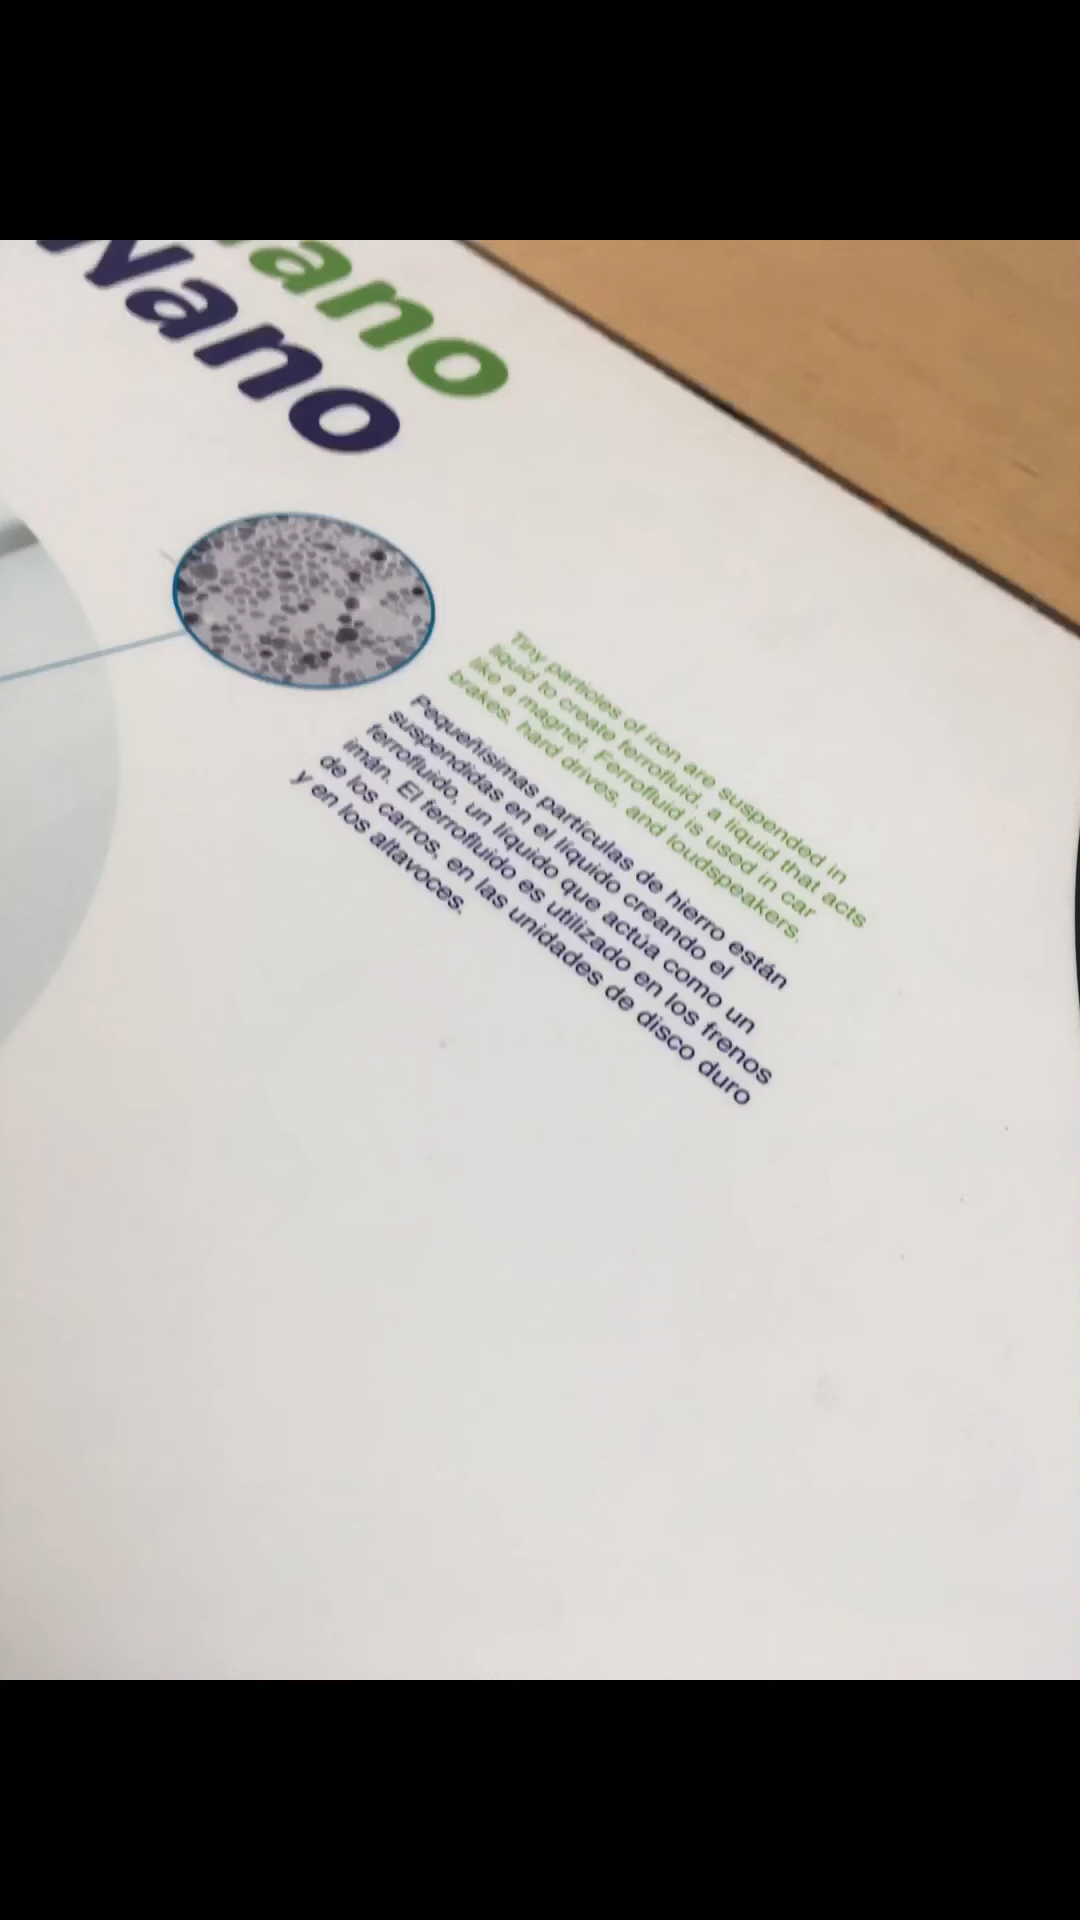 Nano
Nano
Tiny particles of iron are suspended in
liquid to create ferrofluid, a liquid that acts
like a magnet. Ferrofluid is used in car
brakes, hard drives, and loudspeakers.
Pequeñísimas partículas de hierro están
suspendidas en el líquido creando el
ferrofluido, un líquido que actúa como un
imán. El ferrofluido es utilizado en los frenos
de los carros, en las unidades de disco duro
y en los altavoces.